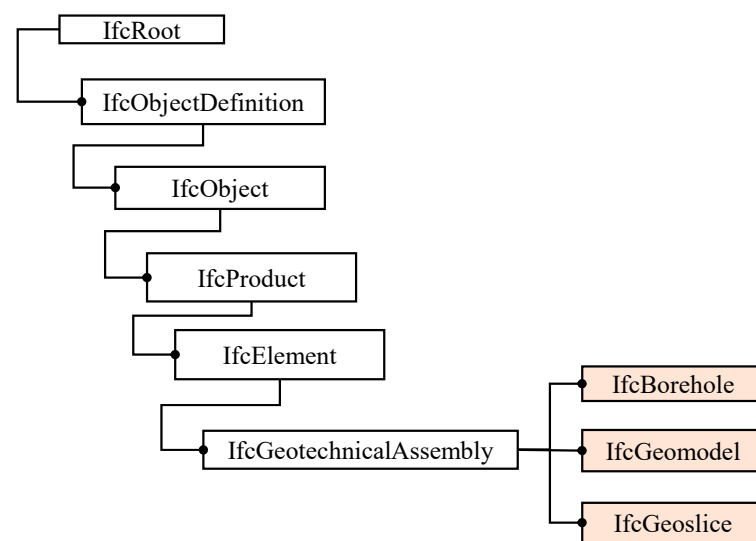 IfcRoot
IfcObjectDefinition
IfcObject
IfcProduct
IfcElement
IfcGeotechnicalAssembly
IfcBorehole
IfcGeomodel
IfcGeoslice